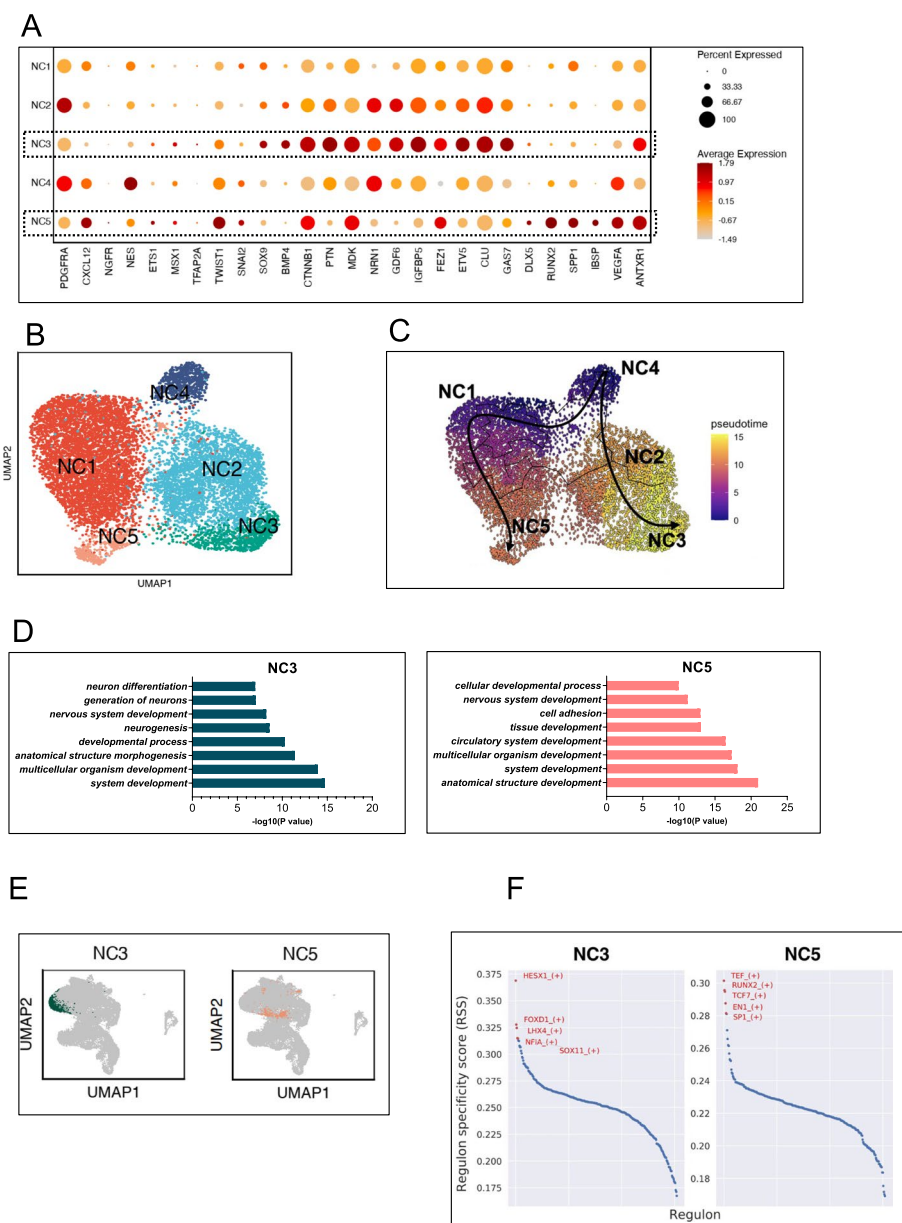 A
NC1
NC2
NC3
NC4
NC5
PDGFRA
CXCL12
NGFR
NES
ETS1
MSX1
TFAP2A
TWIST1
SNAI2
SOX9
BMP4
CTNNB1
PTN
MDK
NRN1
GDF6
IGFBP5
FEZ1
ETV5
CLU
GAS7
DLX5
RUNX2
SPP1
IBSP
VEGFA
ANTXR1
Percent Expressed
0
33.33
66.67
100
Average Expression
1.79
0.97
0.15
-0.67
-1.49
B
NC4
NC1
NC2
NC3
NC5
UMAP2
UMAP1
C
NC4
NC1
NC2
NC5
NC3
pseudotime
15
10
5
0
D
NC3
neuron differentiation
generation of neurons
nervous system development
neurogenesis
developmental process
anatomical structure morphogenesis
multicellular organism development
system development
0 5 10 15 20
-log10(P value)
NC5
cellular developmental process
nervous system development
cell adhesion
tissue development
circulatory system development
multicellular organism development
system development
anatomical structure development
0 5 10 15 20 25
-log10(P value)
E
NC3
UMAP2
UMAP1
NC5
UMAP2
UMAP1
F
NC3
Regulon specificity score (RSS)
0.375
0.350
0.325
0.300
0.275
0.250
0.225
0.200
0.175
HESX1_(+)
FOXD1_(+)
LHX4_(+)
NFiA_(+)
SOX11_(+)
NC5
0.30
0.28
0.26
0.24
0.22
0.20
0.18
TEF_(+)
RUNX2_(+)
TCF7_(+)
EN1_(+)
SP1_(+)
Regulon